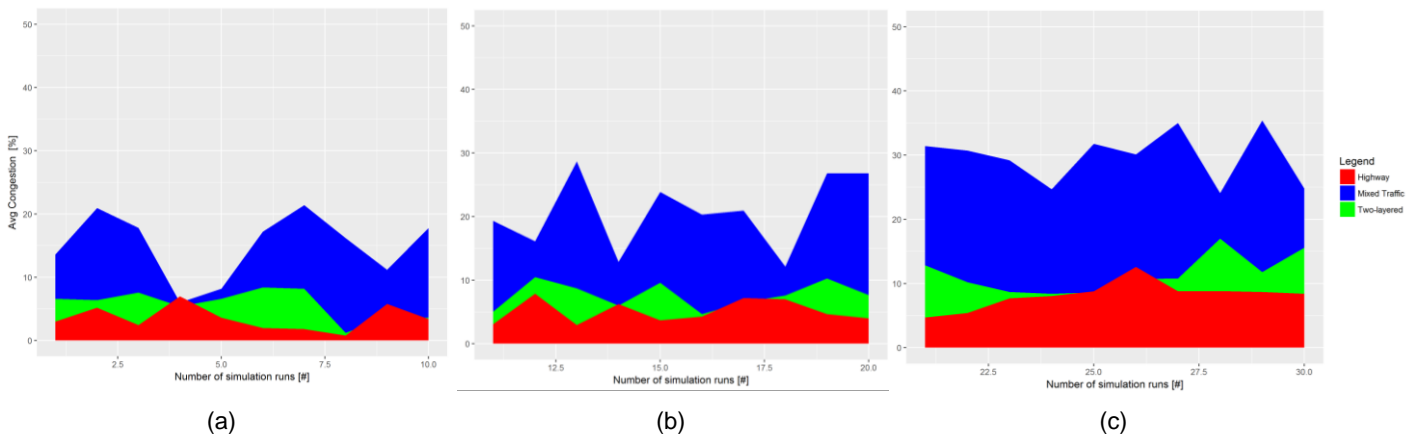 50
40
30
20
10
0
Avg Congestion [%]
2.5 5.0 7.5 10.0
Number of simulation runs [#]
(a)
50
40
30
20
10
0
12.5 15.0 17.5 20.0
Number of simulation runs [#]
(b)
50
40
30
20
10
0
22.5 25.0 27.5 30.0
Number of simulation runs [#]
(c)
Legend
Highway
Mixed Traffic
Two-layered